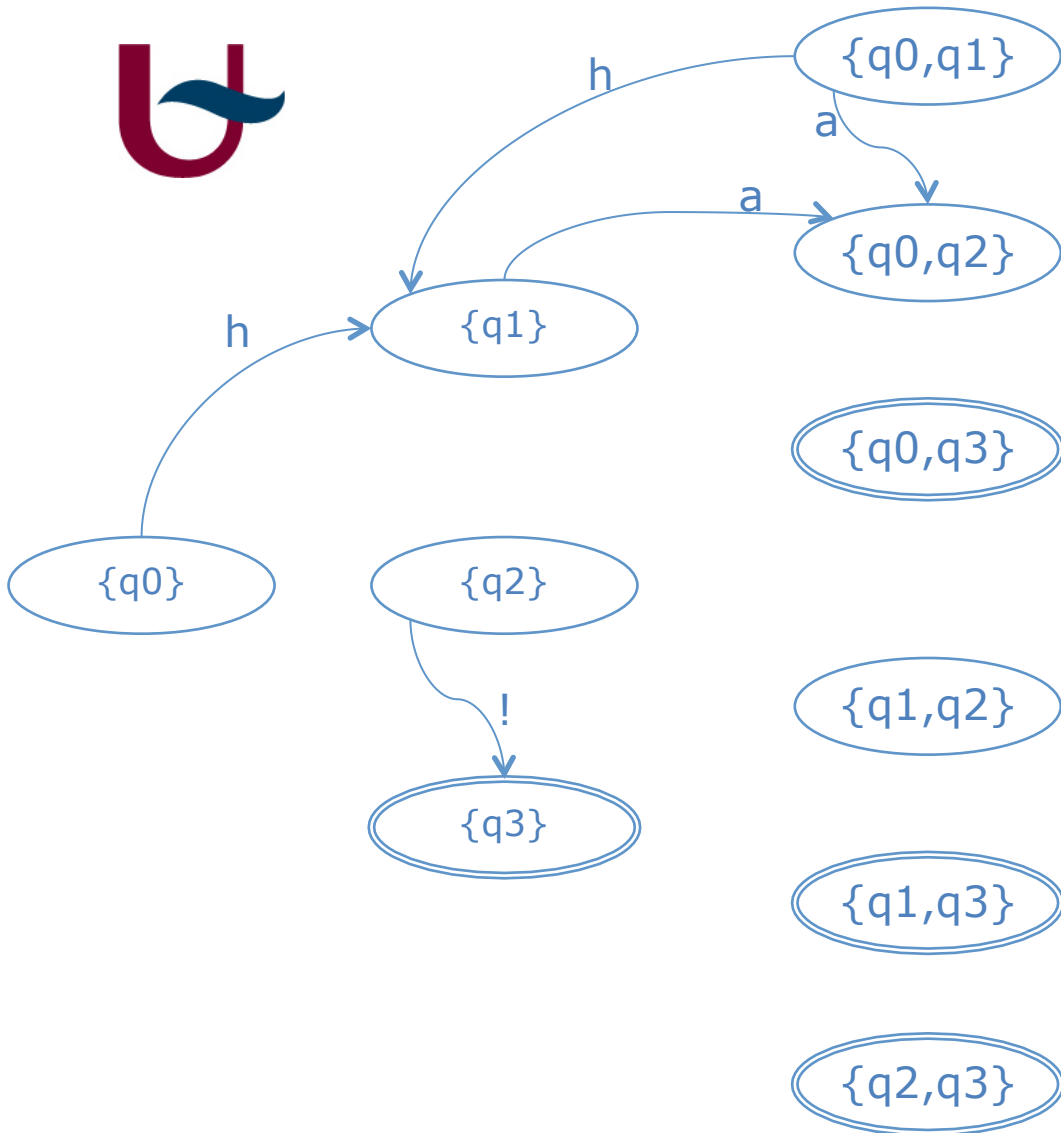 {q0,q1}
h
a
a
{q0,q2}
{q1}
h
{q0,q3}
{q0}
{q2}
{q1,q2}
!
{q3}
{q1,q3}
{q2,q3}